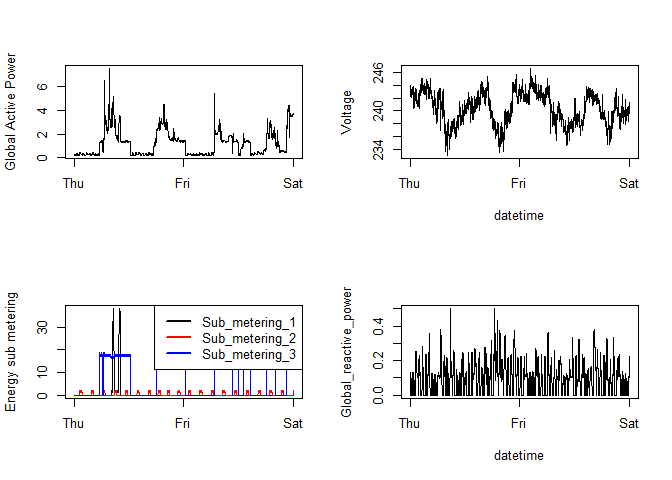 Global Active Power
0 2 4 6
Thu Fri Sat
Voltage
234 240 246
Thu Fri Sat
datetime
Energy sub metering
0 10 30
Sub_metering_1
Sub_metering_2
Sub_metering_3
Thu Fri Sat
Global_reactive_power
0.0 0.2 0.4
Thu Fri Sat
datetime